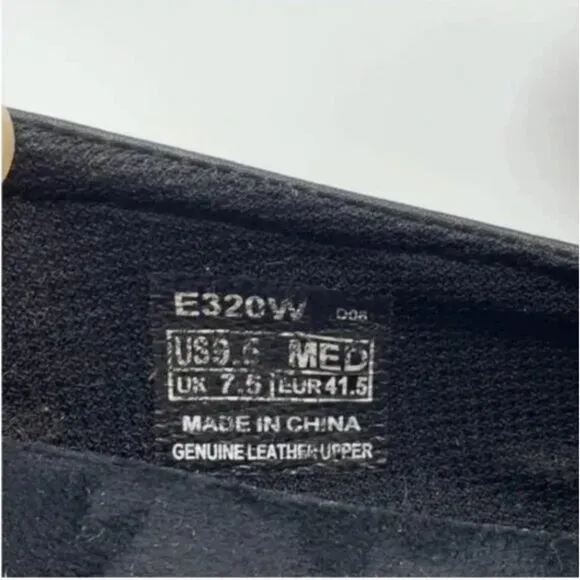 E320W D08
US9.5 MED
UK 7.5 EUR 41.5
MADE IN CHINA
GENUINE LEATHER UPPER